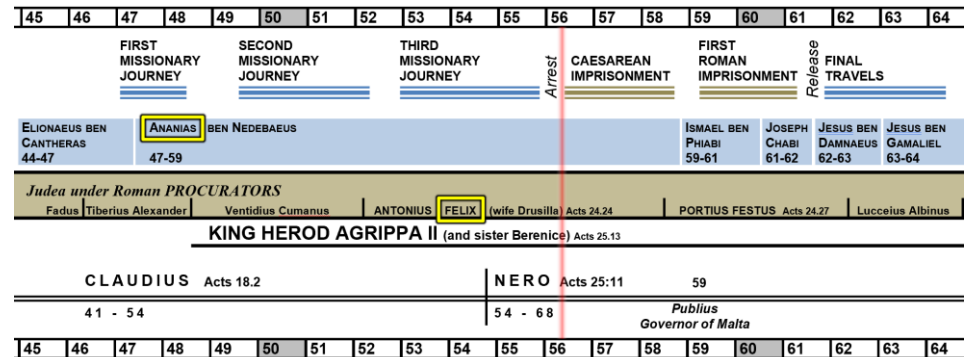 45 46 47 48 49 50 51 52 53 54 55 56 57 58 59 60 61 62 63 64
FIRST
MISSIONARY
JOURNEY
SECOND
MISSIONARY
JOURNEY
THIRD
MISSIONARY
JOURNEY
Arrest
CAESAREAN
IMPRISONMENT
FIRST
ROMAN
IMPRISONMENT
Release
FINAL
TRAVELS
ELIONAEUS BEN
CANTHERAS
44-47
ANANIAS BEN NEDEBAEUS
47-59
ISMAEL BEN
PHIABI
59-61
JOSEPH
CHABI
61-62
JESUS BEN
DAMNAEUS
62-63
JESUS BEN
GAMALIEL
63-64
Judea under Roman PROCURATORS
Fadus Tiberius Alexander Ventidius Cumanus ANTONIUS FELIX (wife Drusilla) Acts 24.24 PORTIUS FESTUS Acts 24.27 Lucceius Albinus
KING HEROD AGRIPPA II (and sister Berenice) Acts 25.13
CLAUDIUS Acts 18.2 NERO Acts 25:11 59
41 - 54 54 - 68 Publius
Governor of Malta
45 46 47 48 49 50 51 52 53 54 55 56 57 58 59 60 61 62 63 64